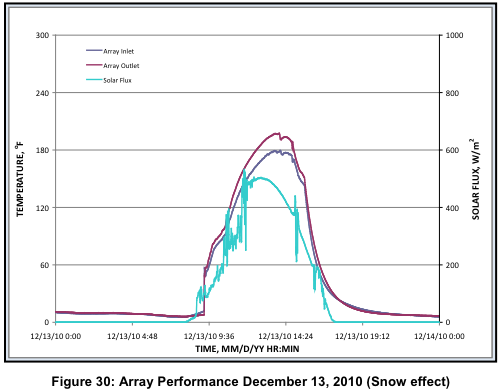 300
240
180
120
60
0
TEMPERATURE, °F
Array Inlet
Array Outlet
Solar Flux
1000
800
600
400
200
0
SOLAR FLUX, W/m²
12/13/10 0:00 12/13/10 4:48 12/13/10 9:36 12/13/10 14:24 12/13/10 19:12 12/14/10 0:00
TIME, MM/D/YY HR:MIN
Figure 30: Array Performance December 13, 2010 (Snow effect)